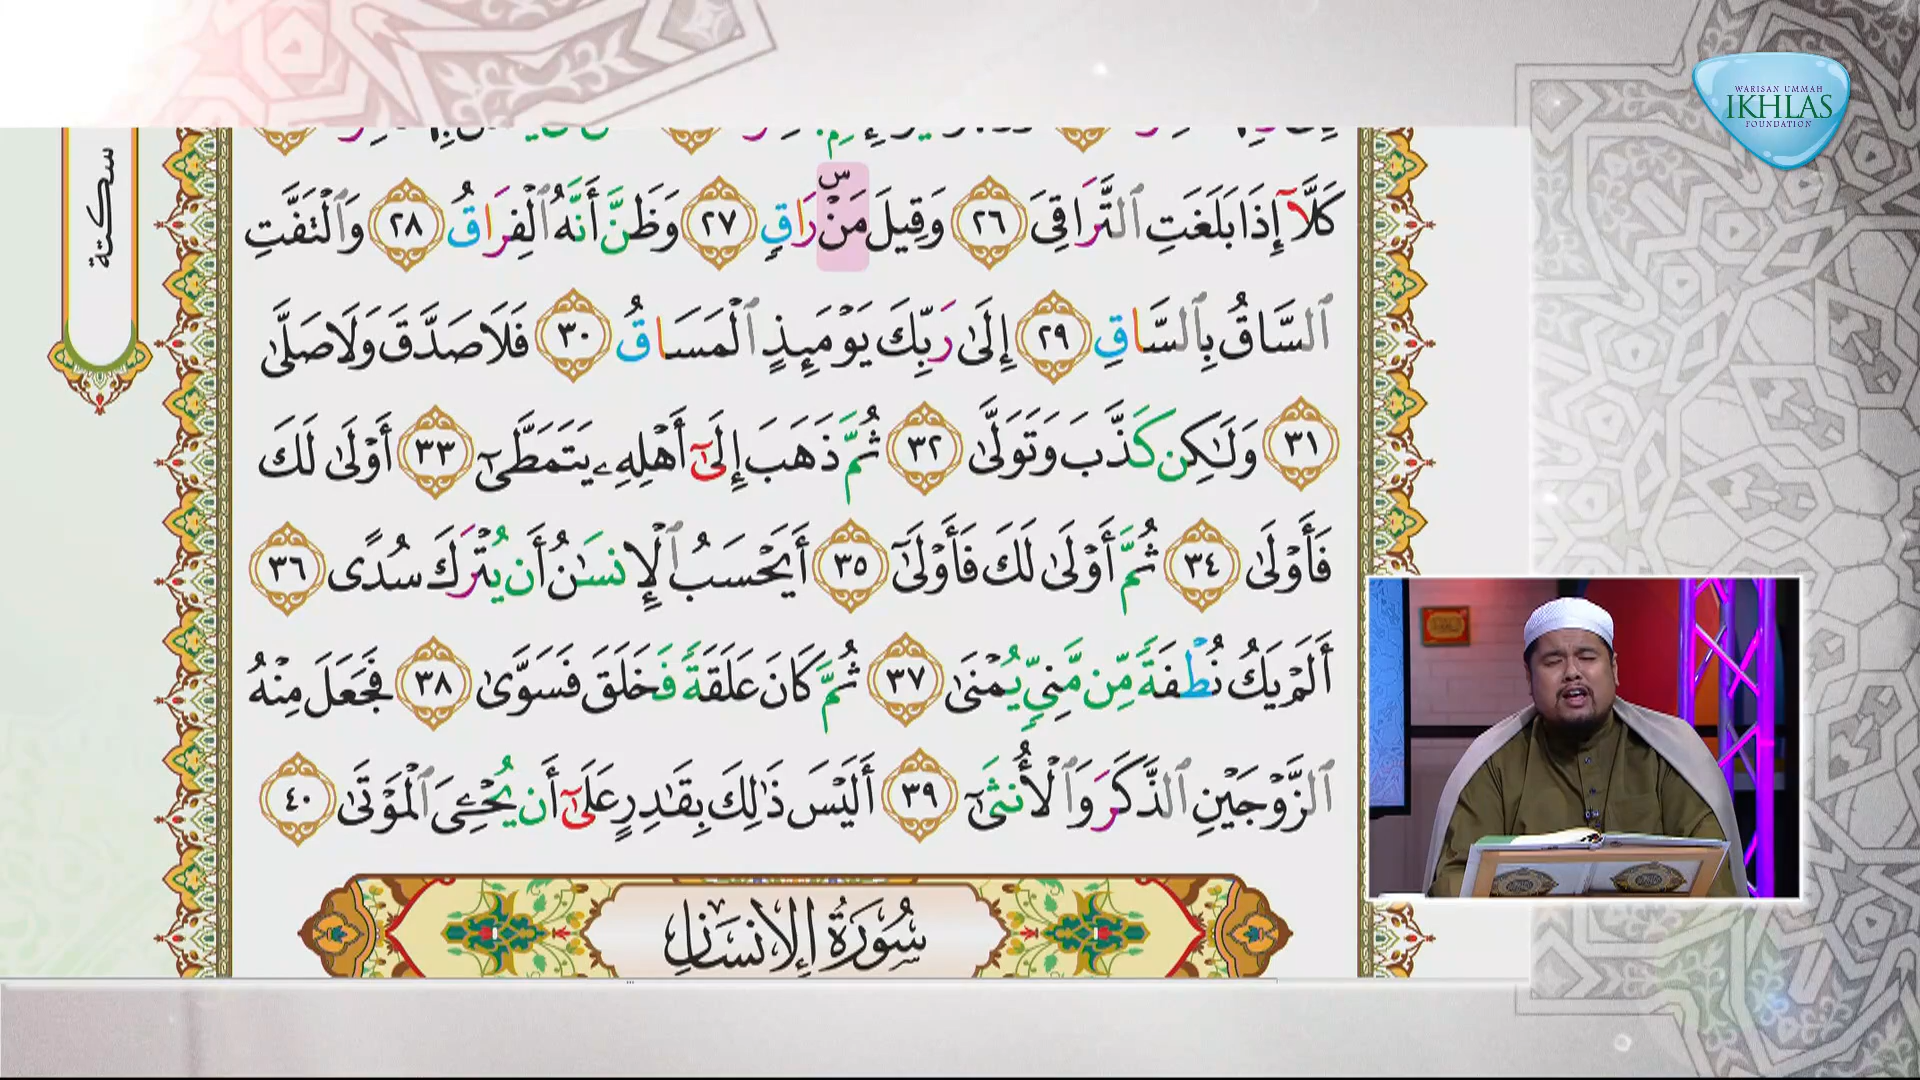 WARISAN UMMAH
IKHLAS
FOUNDATION
سكتة
كَلَّآ إِذَا بَلَغَتِ ٱلتَّرَاقِىَ ٢٦ وَقِيلَ مَنْ ۜ رَاقٍ ٢٧ وَظَنَّ أَنَّهُ ٱلْفِرَاقُ ٢٨ وَٱلْتَفَّتِ
ٱلسَّاقُ بِٱلسَّاقِ ٢٩ إِلَىٰ رَبِّكَ يَوْمَئِذٍ ٱلْمَسَاقُ ٣٠ فَلَا صَدَّقَ وَلَا صَلَّىٰ
٣١ وَلَـٰكِن كَذَّبَ وَتَوَلَّىٰ ٣٢ ثُمَّ ذَهَبَ إِلَىٰٓ أَهْلِهِۦ يَتَمَطَّىٰٓ ٣٣ أَوْلَىٰ لَكَ
فَأَوْلَىٰ ٣٤ ثُمَّ أَوْلَىٰ لَكَ فَأَوْلَىٰٓ ٣٥ أَيَحْسَبُ ٱلْإِنسَـٰنُ أَن يُتْرَكَ سُدًى ٣٦
أَلَمْ يَكُ نُطْفَةً مِّن مَّنِىٍّ يُمْنَىٰ ٣٧ ثُمَّ كَانَ عَلَقَةً فَخَلَقَ فَسَوَّىٰ ٣٨ فَجَعَلَ مِنْهُ
ٱلزَّوْجَيْنِ ٱلذَّكَرَ وَٱلْأُنثَىٰٓ ٣٩ أَلَيْسَ ذَٰلِكَ بِقَـٰدِرٍ عَلَىٰٓ أَن يُحْـِۧىَ ٱلْمَوْتَىٰ ٤٠
سُورَةُ الإِنسَانِ